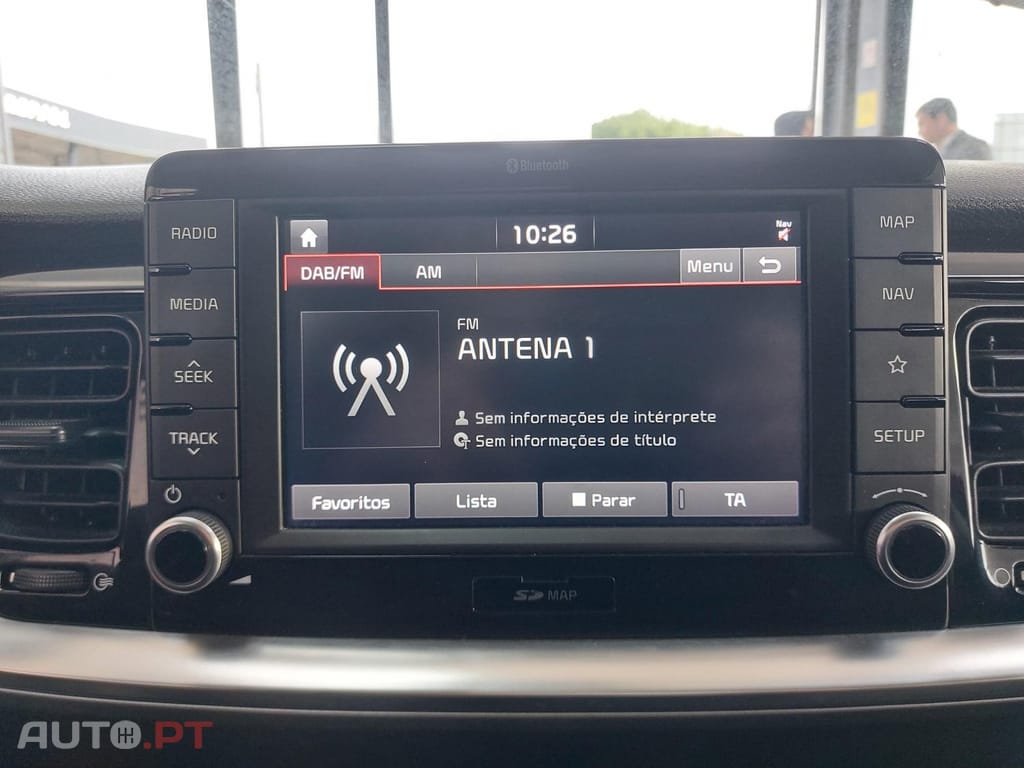 Bluetooth
RADIO
MEDIA
SEEK
TRACK
10:26
Nav
DAB/FM
AM
Menu
FM
ANTENA 1
Sem informações de intérprete
Sem informações de título
Favoritos
Lista
Parar
TA
MAP
NAV
SETUP
SD MAP
AUTO.PT